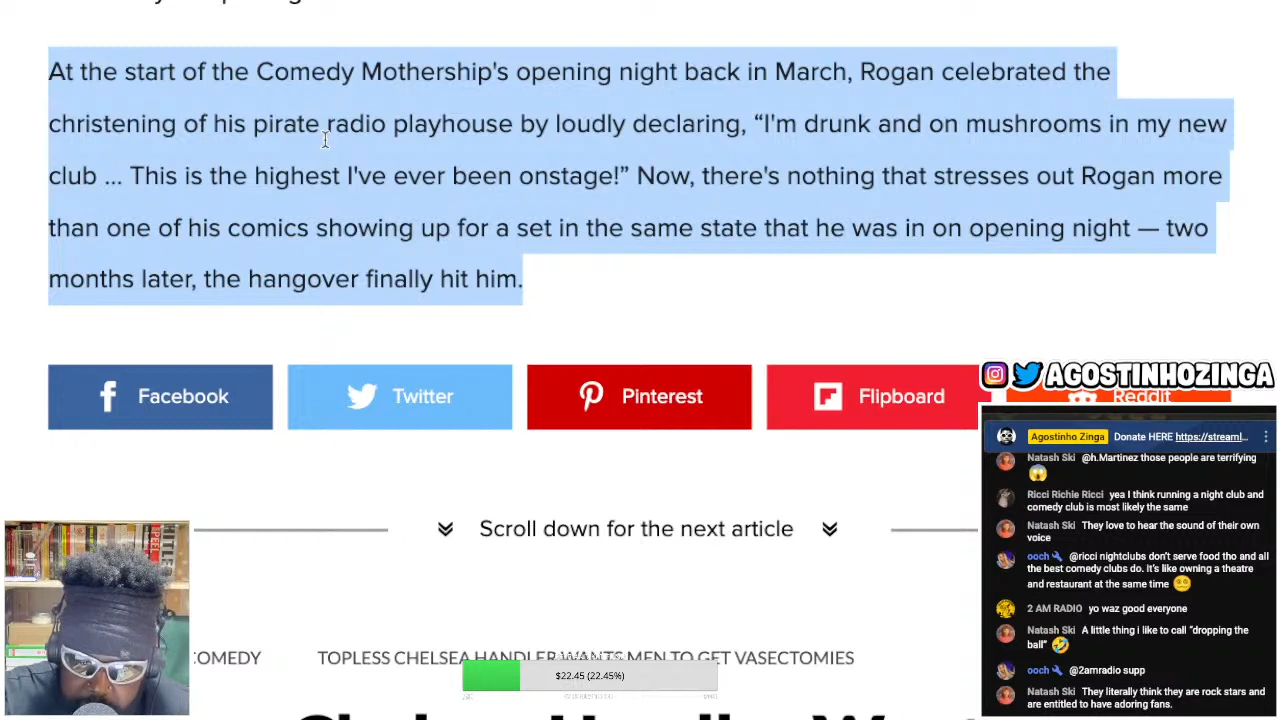 At the start of the Comedy Mothership's opening night back in March, Rogan celebrated the
christening of his pirate radio playhouse by loudly declaring, “I'm drunk and on mushrooms in my new
club ... This is the highest I've ever been onstage!” Now, there's nothing that stresses out Rogan more
than one of his comics showing up for a set in the same state that he was in on opening night — two
months later, the hangover finally hit him.
Facebook
Twitter
Pinterest
Flipboard
Reddit
AGOSTINHOZINGA
Agostinho Zinga Donate HERE https://streaml...
Natash Ski @h.Martinez those people are terrifying
Ricci Richie Ricci yea I think running a night club and
comedy club is most likely the same
Natash Ski They love to hear the sound of their own
voice
ooch @ricci nightclubs don't serve food tho and all
the best comedy clubs do. It's like owning a theatre
and restaurant at the same time
2 AM RADIO yo waz good everyone
Natash Ski A little thing i like to call “dropping the
ball”
ooch @2amradio supp
Natash Ski They literally think they are rock stars and
are entitled to have adoring fans.
Scroll down for the next article
COMEDY
TOPLESS CHELSEA HANDLER WANTS MEN TO GET VASECTOMIES
$22.45 (22.45%)